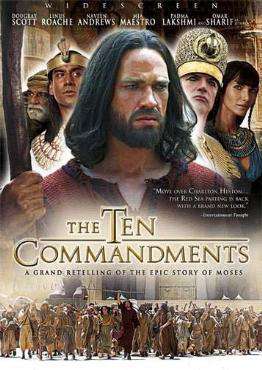 WIDESCREEN
DOUGRAY SCOTT LINUS ROACHE NAVEEN ANDREWS MIA MAESTRO PADMA LAKSHMI OMAR SHARIF
"MOVE OVER CHARLTON HESTON...
THE RED SEA PARTING IS BACK
WITH A BRAND NEW LOOK."
-Entertainment Tonight
THE TEN
COMMANDMENTS
A GRAND RETELLING OF THE EPIC STORY OF MOSES